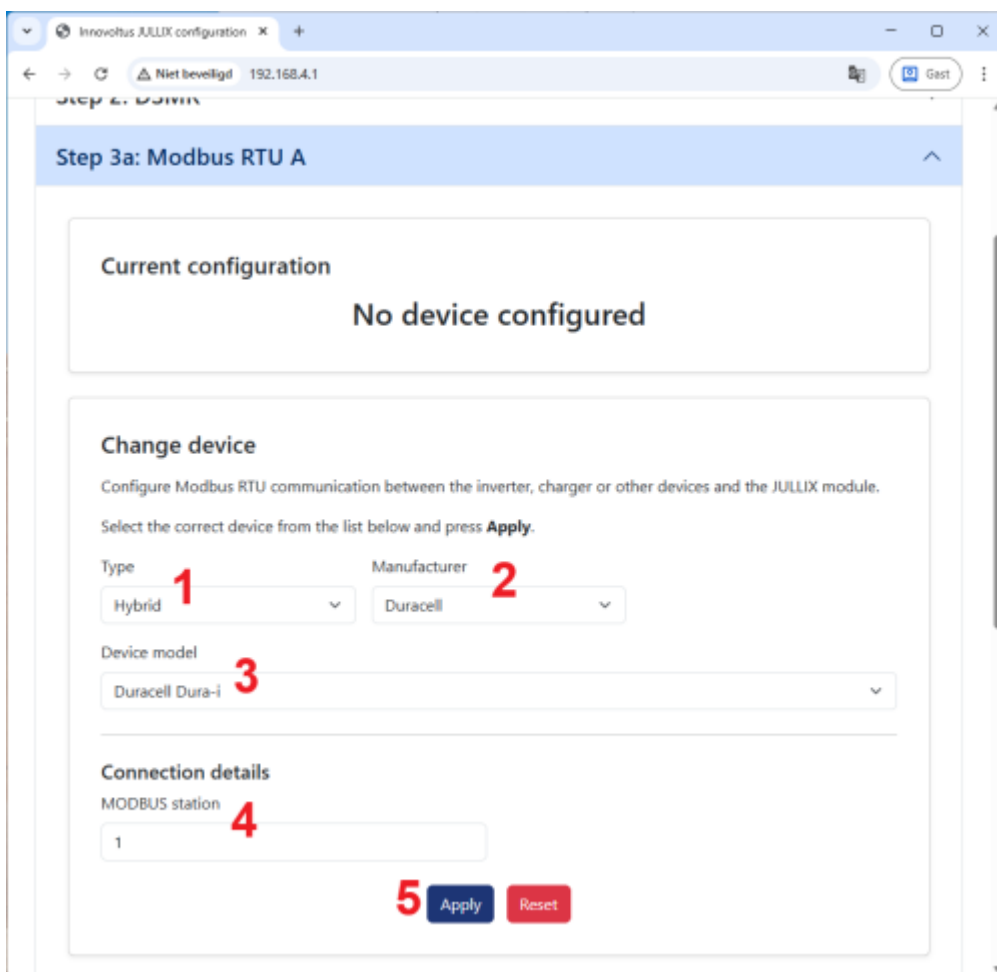 Innovoltus JULLIX configuration
Niet beveiligd 192.168.4.1
Gast
Step 2: DSMR
Step 3a: Modbus RTU A
Current configuration
No device configured
Change device
Configure Modbus RTU communication between the inverter, charger or other devices and the JULLIX module.
Select the correct device from the list below and press Apply.
Type 1 Manufacturer 2
Hybrid Duracell
Device model
Duracell Dura-i 3
Connection details
MODBUS station 4
1
5 Apply Reset